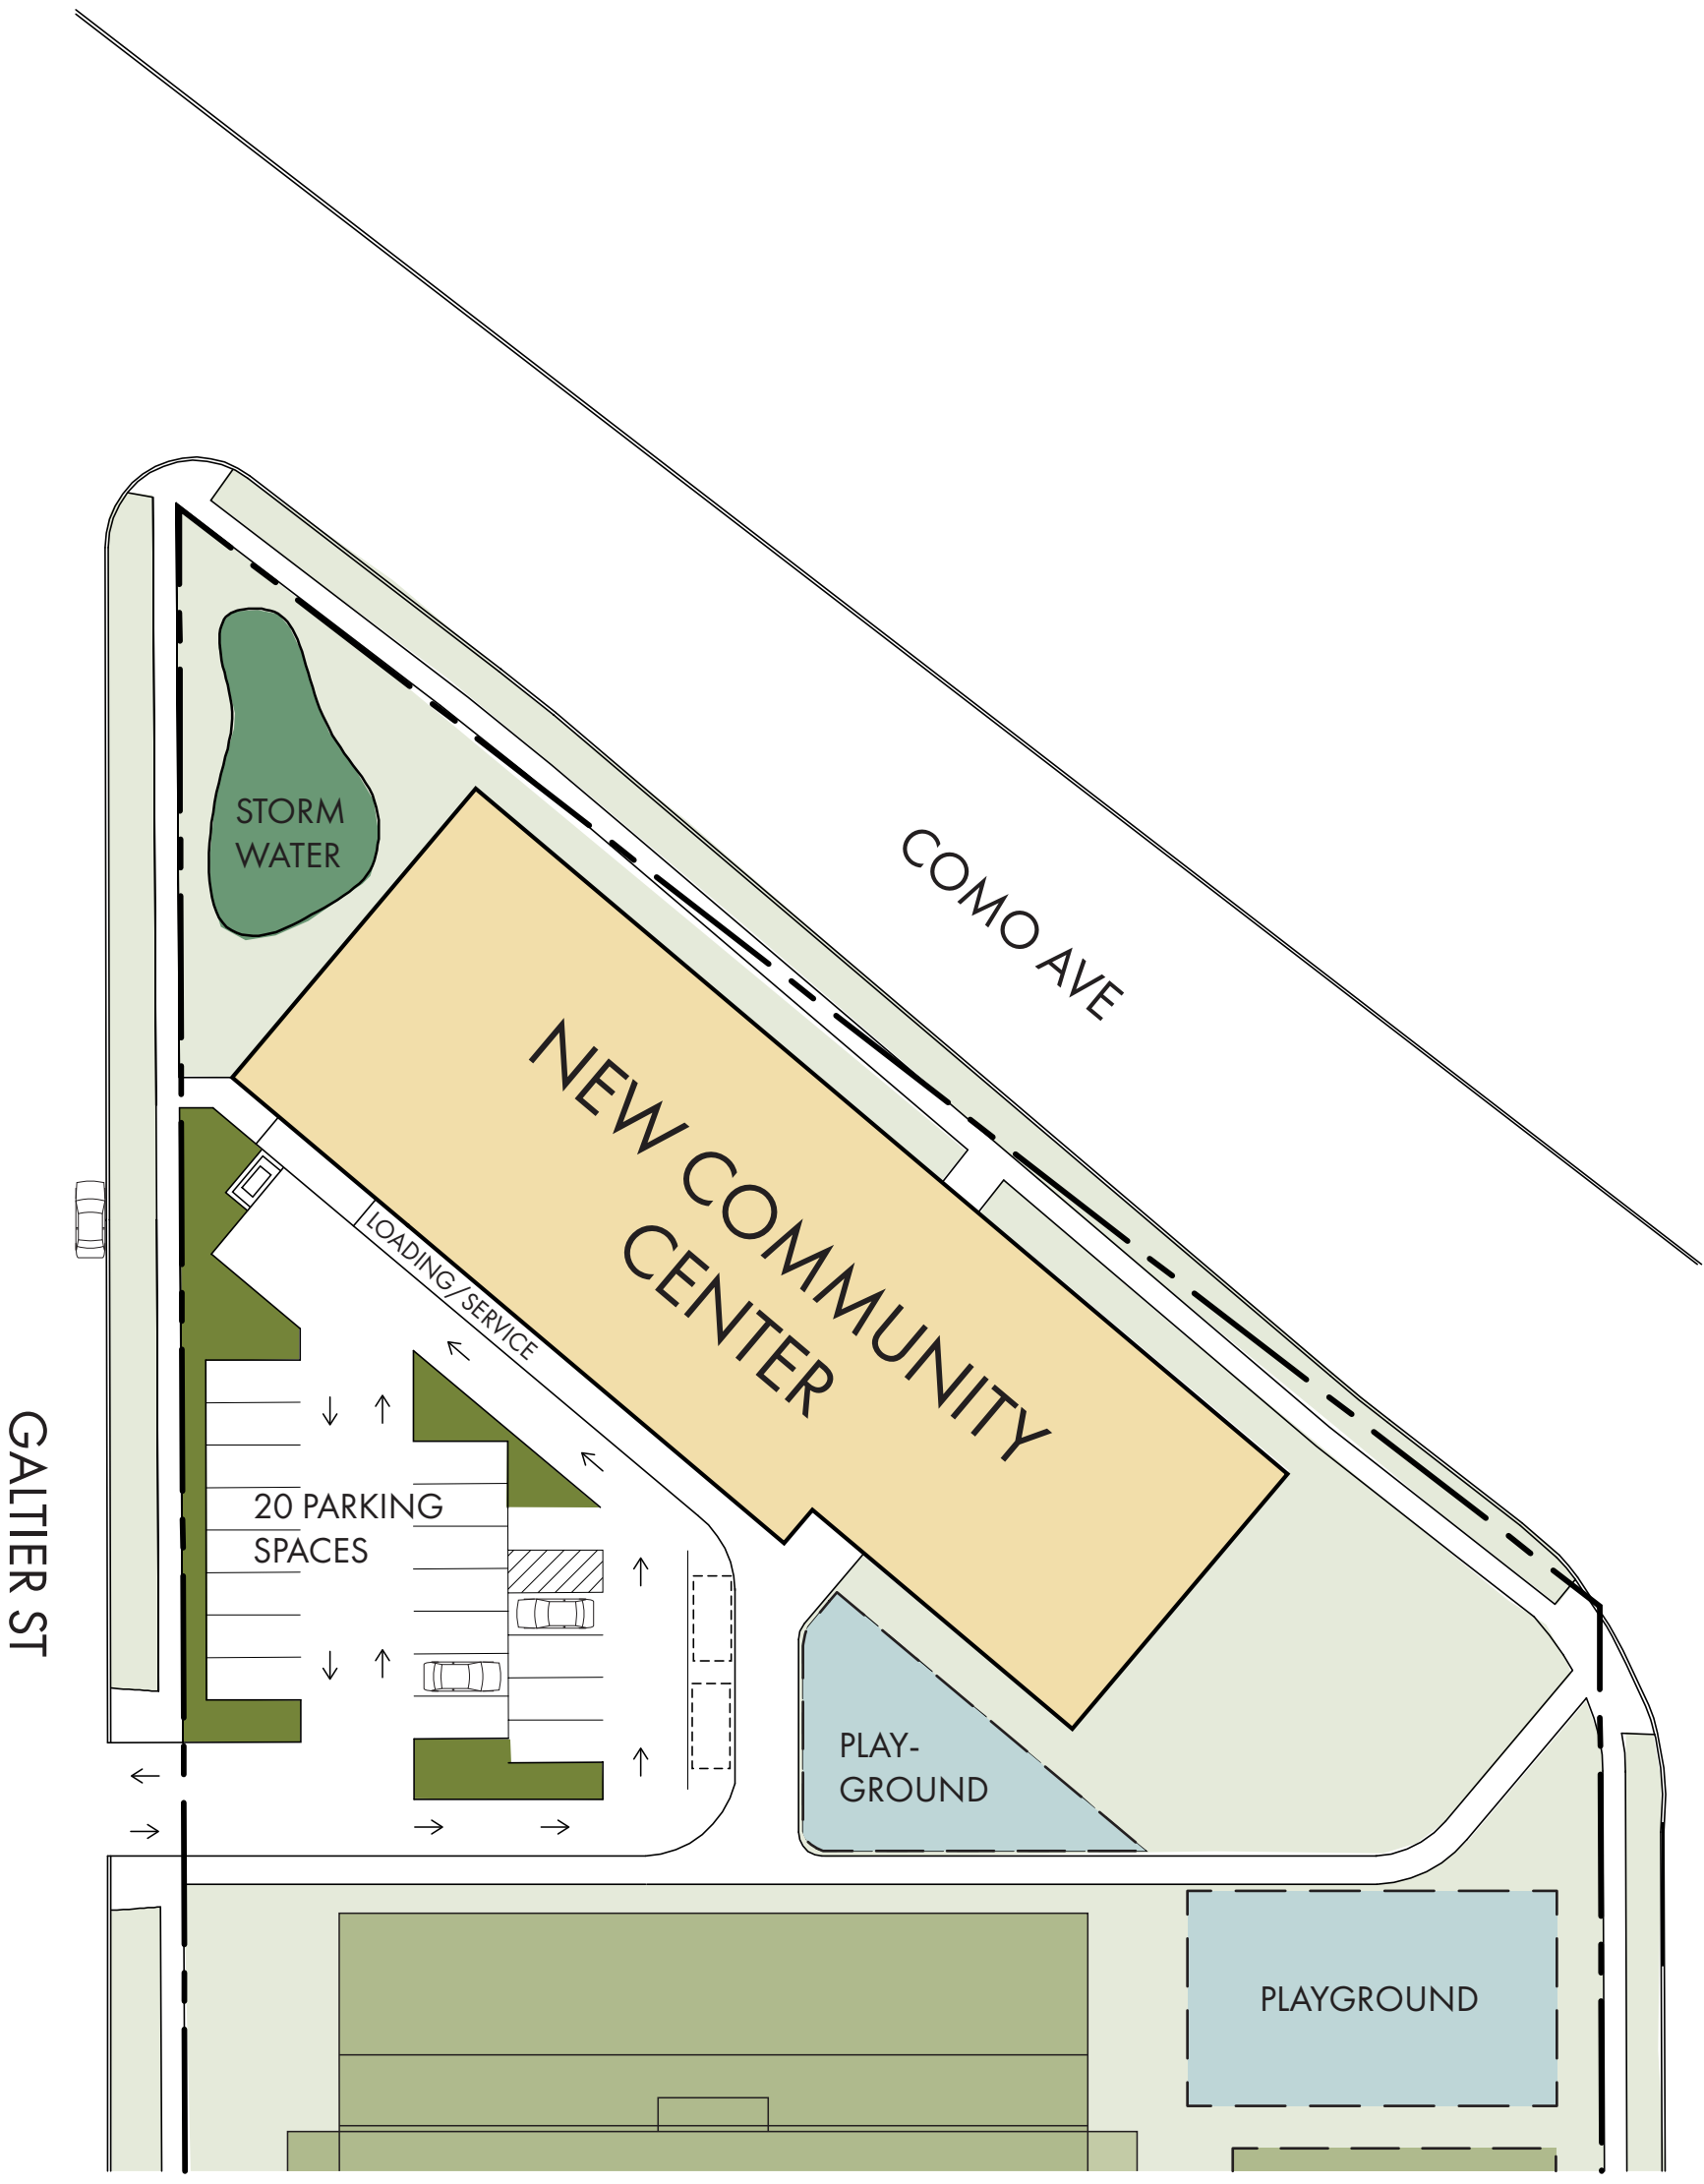 STORM
WATER
COMO AVE
NEW COMMUNITY
CENTER
LOADING/SERVICE
GALTIER ST
20 PARKING
SPACES
PLAY-
GROUND
PLAYGROUND